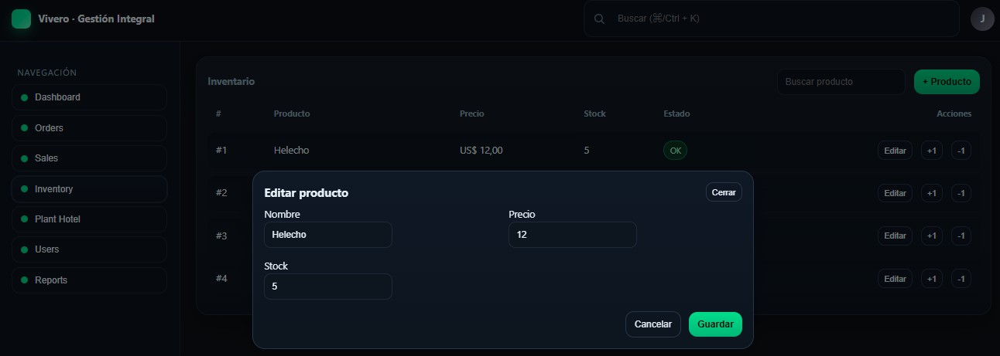 Vivero · Gestión Integral
Buscar (⌘/Ctrl + K)
J
NAVEGACIÓN
Dashboard
Orders
Sales
Inventory
Plant Hotel
Users
Reports
Inventario
Buscar producto
+ Producto
# Producto Precio Stock Estado Acciones
#1 Helecho US$ 12,00 5 OK Editar +1 -1
#2 Editar +1 -1
#3 Editar +1 -1
#4 Editar +1 -1
Editar producto
Cerrar
Nombre Precio
Helecho 12
Stock
5
Cancelar Guardar